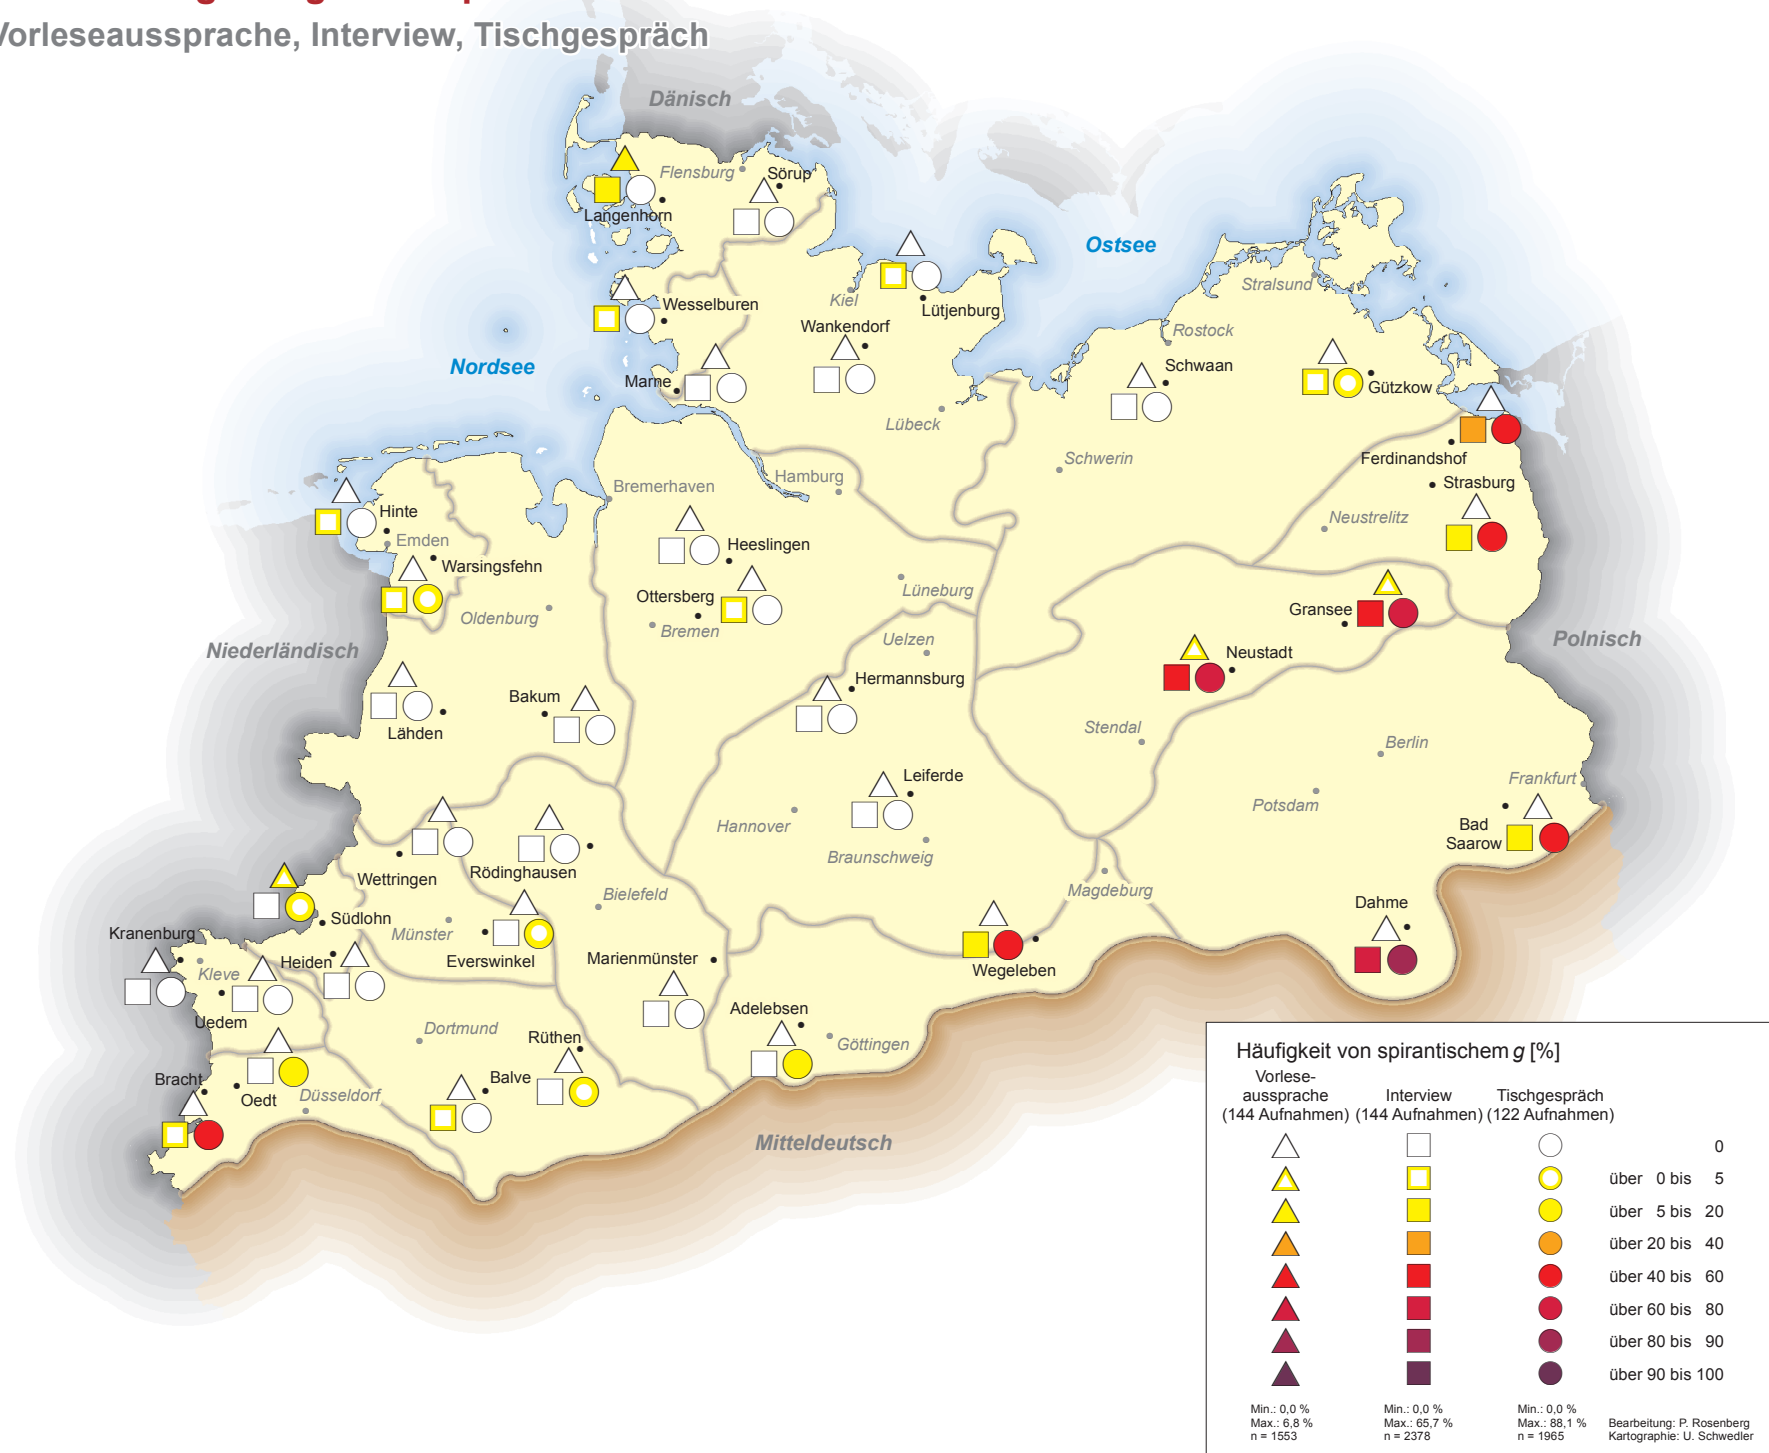 Vorleseaussprache, Interview, Tischgespräch
Dänisch
Flensburg
Sörup
Langenhorn
Ostsee
Stralsund
Kiel
Lütjenburg
Wesselburen
Wankendorf
Rostock
Nordsee
Schwaan
Marne
Gützkow
Lübeck
Schwerin
Ferdinandshof
Hamburg
Bremerhaven
Strasburg
Hinte
Neustrelitz
Emden
Heeslingen
Warsingsfehn
Lüneburg
Ottersberg
Gransee
Oldenburg
Bremen
Uelzen
Polnisch
Niederländisch
Neustadt
Hermannsburg
Bakum
Stendal
Lähden
Berlin
Leiferde
Frankfurt
Potsdam
Hannover
Bad
Saarow
Braunschweig
Rödinghausen
Wettringen
Magdeburg
Bielefeld
Dahme
Südlohn
Kranenburg
Münster
Everswinkel
Marienmünster
Heiden
Kleve
Wegeleben
Adelebsen
Uedem
Dortmund
Rüthen
Göttingen
Bracht
Balve
Oedt
Düsseldorf
Mitteldeutsch
Häufigkeit von spirantischem g [%]
Vorlese-
aussprache Interview Tischgespräch
(144 Aufnahmen) (144 Aufnahmen) (122 Aufnahmen)
0
über 0 bis 5
über 5 bis 20
über 20 bis 40
über 40 bis 60
über 60 bis 80
über 80 bis 90
über 90 bis 100
Min.: 0,0 % Min.: 0,0 % Min.: 0,0 %
Max.: 6,8 % Max.: 65,7 % Max.: 88,1 % Bearbeitung: P. Rosenberg
n = 1553 n = 2378 n = 1965 Kartographie: U. Schwedler